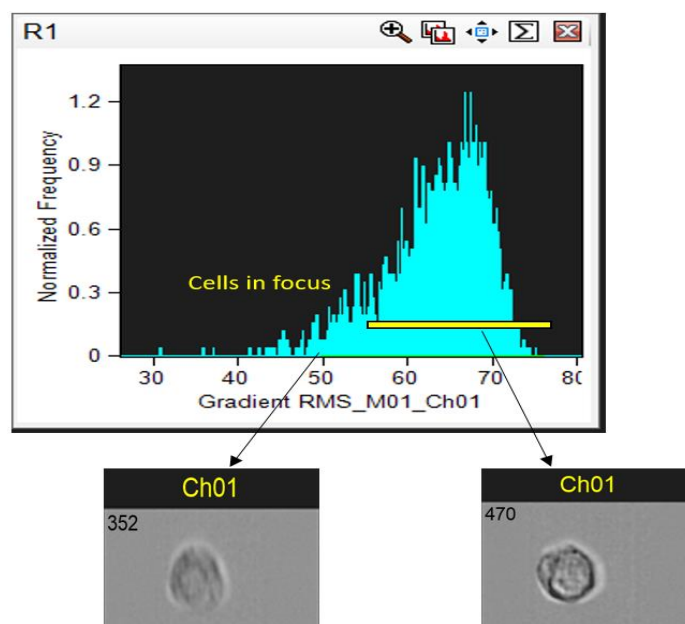 R1
Normalized Frequency
1.2
0.9
0.6
0.3
0
Cells in focus
30 40 50 60 70 80
Gradient RMS_M01_Ch01
Ch01
352
Ch01
470